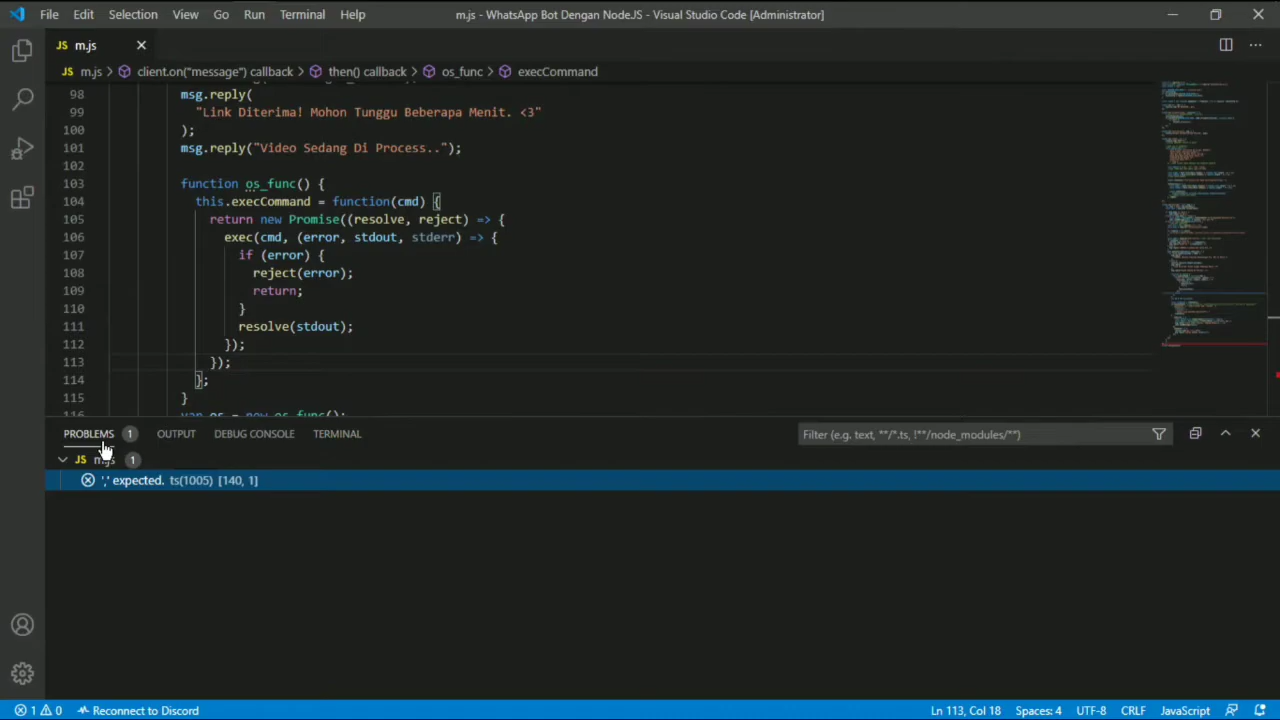 File Edit Selection View Go Run Terminal Help m.js - WhatsApp Bot Dengan NodeJS - Visual Studio Code [Administrator]
JS m.js
JS m.js > client.on("message") callback > then() callback > os_func > execCommand
98 msg.reply(
99 "Link Diterima! Mohon Tunggu Beberapa Menit. <3"
100 );
101 msg.reply("Video Sedang Di Process..");
102
103 function os_func() {
104 this.execCommand = function(cmd) {
105 return new Promise((resolve, reject) => {
106 exec(cmd, (error, stdout, stderr) => {
107 if (error) {
108 reject(error);
109 return;
110 }
111 resolve(stdout);
112 });
113 });
114 };
115 }
116 var os = new os_func();
PROBLEMS 1 OUTPUT DEBUG CONSOLE TERMINAL Filter (e.g. text, **/*.ts, !**/node_modules/**)
JS m.js 1
',' expected. ts(1005) [140, 1]
1 0 Reconnect to Discord Ln 113, Col 18 Spaces: 4 UTF-8 CRLF JavaScript